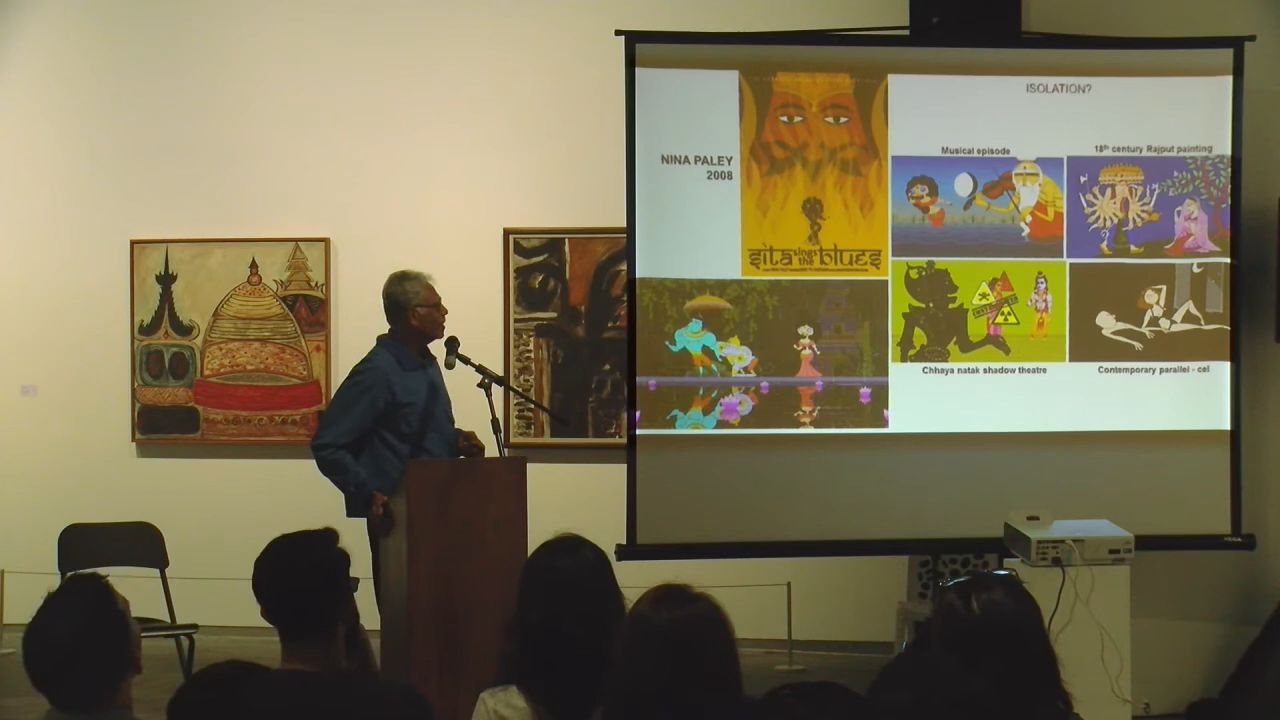 NINA PALEY
2008
sita sings the blues
ISOLATION?
Musical episode
18th century Rajput painting
Chhaya natak shadow theatre
Contemporary parallel - cel